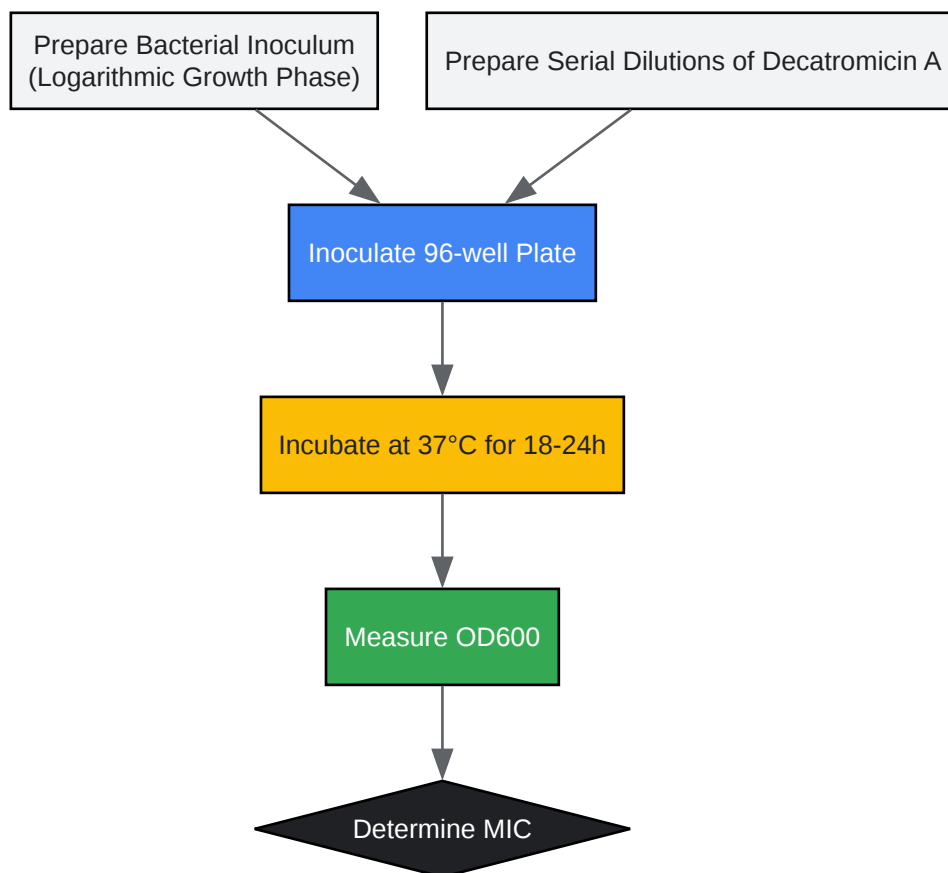 Prepare Bacterial Inoculum
(Logarithmic Growth Phase)
Prepare Serial Dilutions of Decatromicin A
Inoculate 96-well Plate
Incubate at 37°C for 18-24h
Measure OD600
Determine MIC